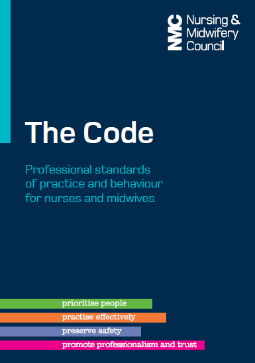 NMC
Nursing &
Midwifery
Council
The Code
Professional standards
of practice and behaviour
for nurses and midwives
prioritise people
practise effectively
preserve safety
promote professionalism and trust